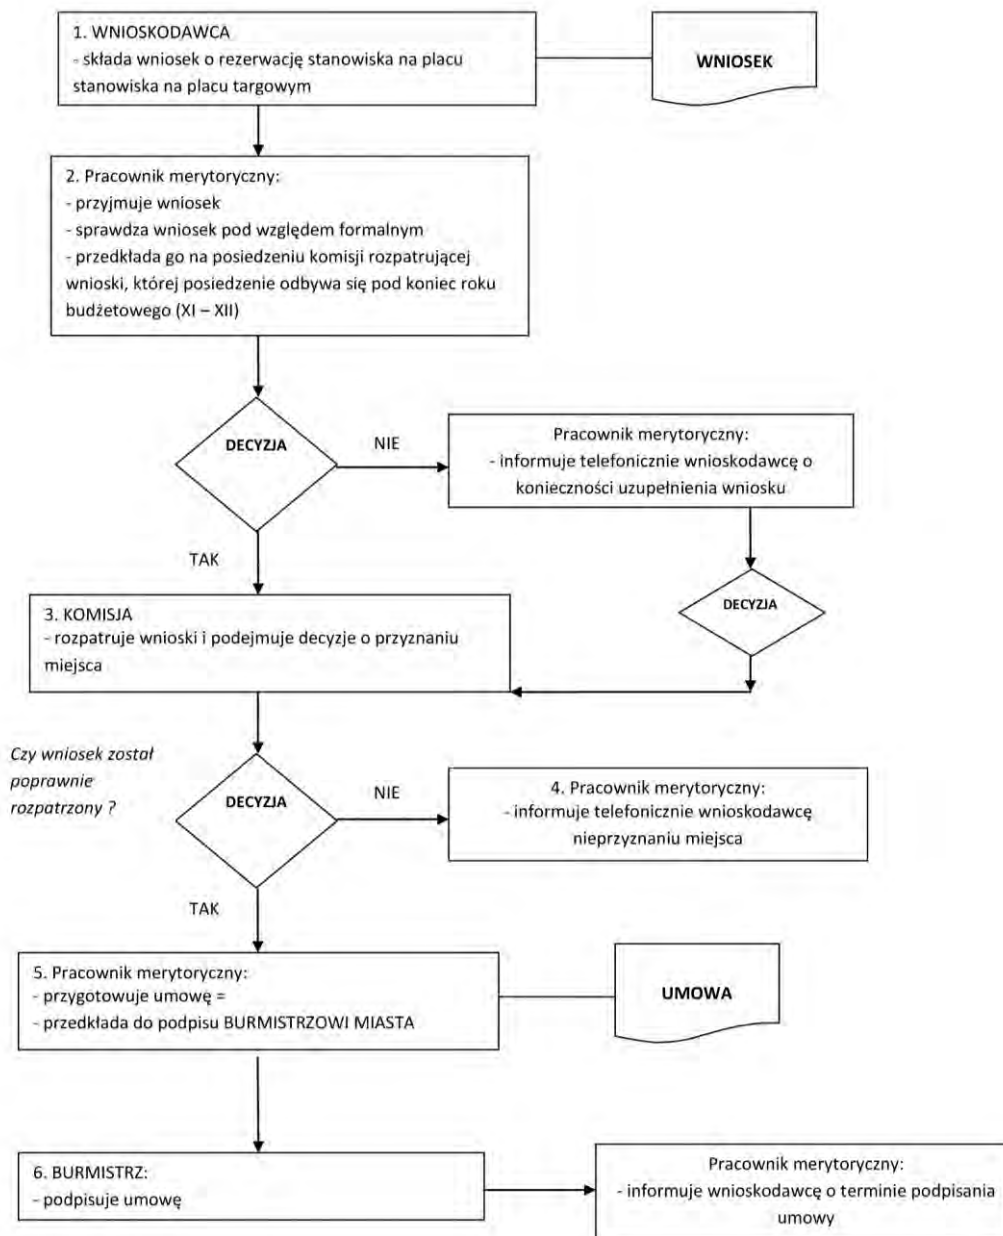 1. WNIOSKODAWCA
- składa wniosek o rezerwację stanowiska na placu
stanowiska na placu targowym
WNIOSEK
2. Pracownik merytoryczny:
- przyjmuje wniosek
- sprawdza wniosek pod względem formalnym
- przedkłada go na posiedzeniu komisji rozpatrującej
wnioski, której posiedzenie odbywa się pod koniec roku
budżetowego (XI – XII)
DECYZJA
NIE
Pracownik merytoryczny:
- informuje telefonicznie wnioskodawcę o
konieczności uzupełnienia wniosku
TAK
DECYZJA
3. KOMISJA
- rozpatruje wnioski i podejmuje decyzje o przyznaniu
miejsca
Czy wniosek został
poprawnie
rozpatrzony ?
DECYZJA
NIE
4. Pracownik merytoryczny:
- informuje telefonicznie wnioskodawcę
nieprzyznaniu miejsca
TAK
5. Pracownik merytoryczny:
- przygotowuje umowę =
- przedkłada do podpisu BURMISTRZOWI MIASTA
UMOWA
6. BURMISTRZ:
- podpisuje umowę
Pracownik merytoryczny:
- informuje wnioskodawcę o terminie podpisania
umowy